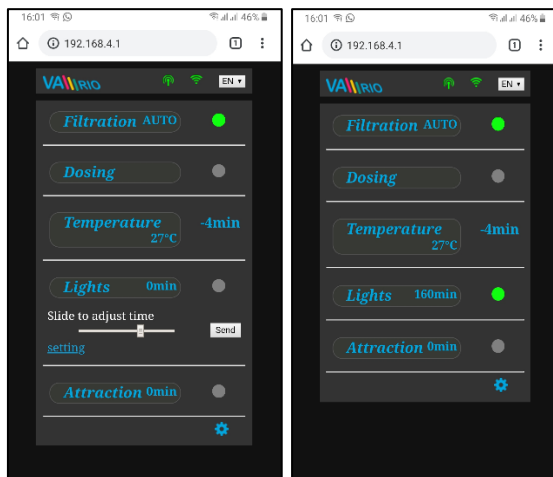 16:01 46%
192.168.4.1 1
VA RIO EN
Filtration AUTO
Dosing
Temperature -4min
27°C
Lights 0min
Slide to adjust time
Send
setting
Attraction 0min
16:01 46%
192.168.4.1 1
VA RIO EN
Filtration AUTO
Dosing
Temperature -4min
27°C
Lights 160min
Attraction 0min